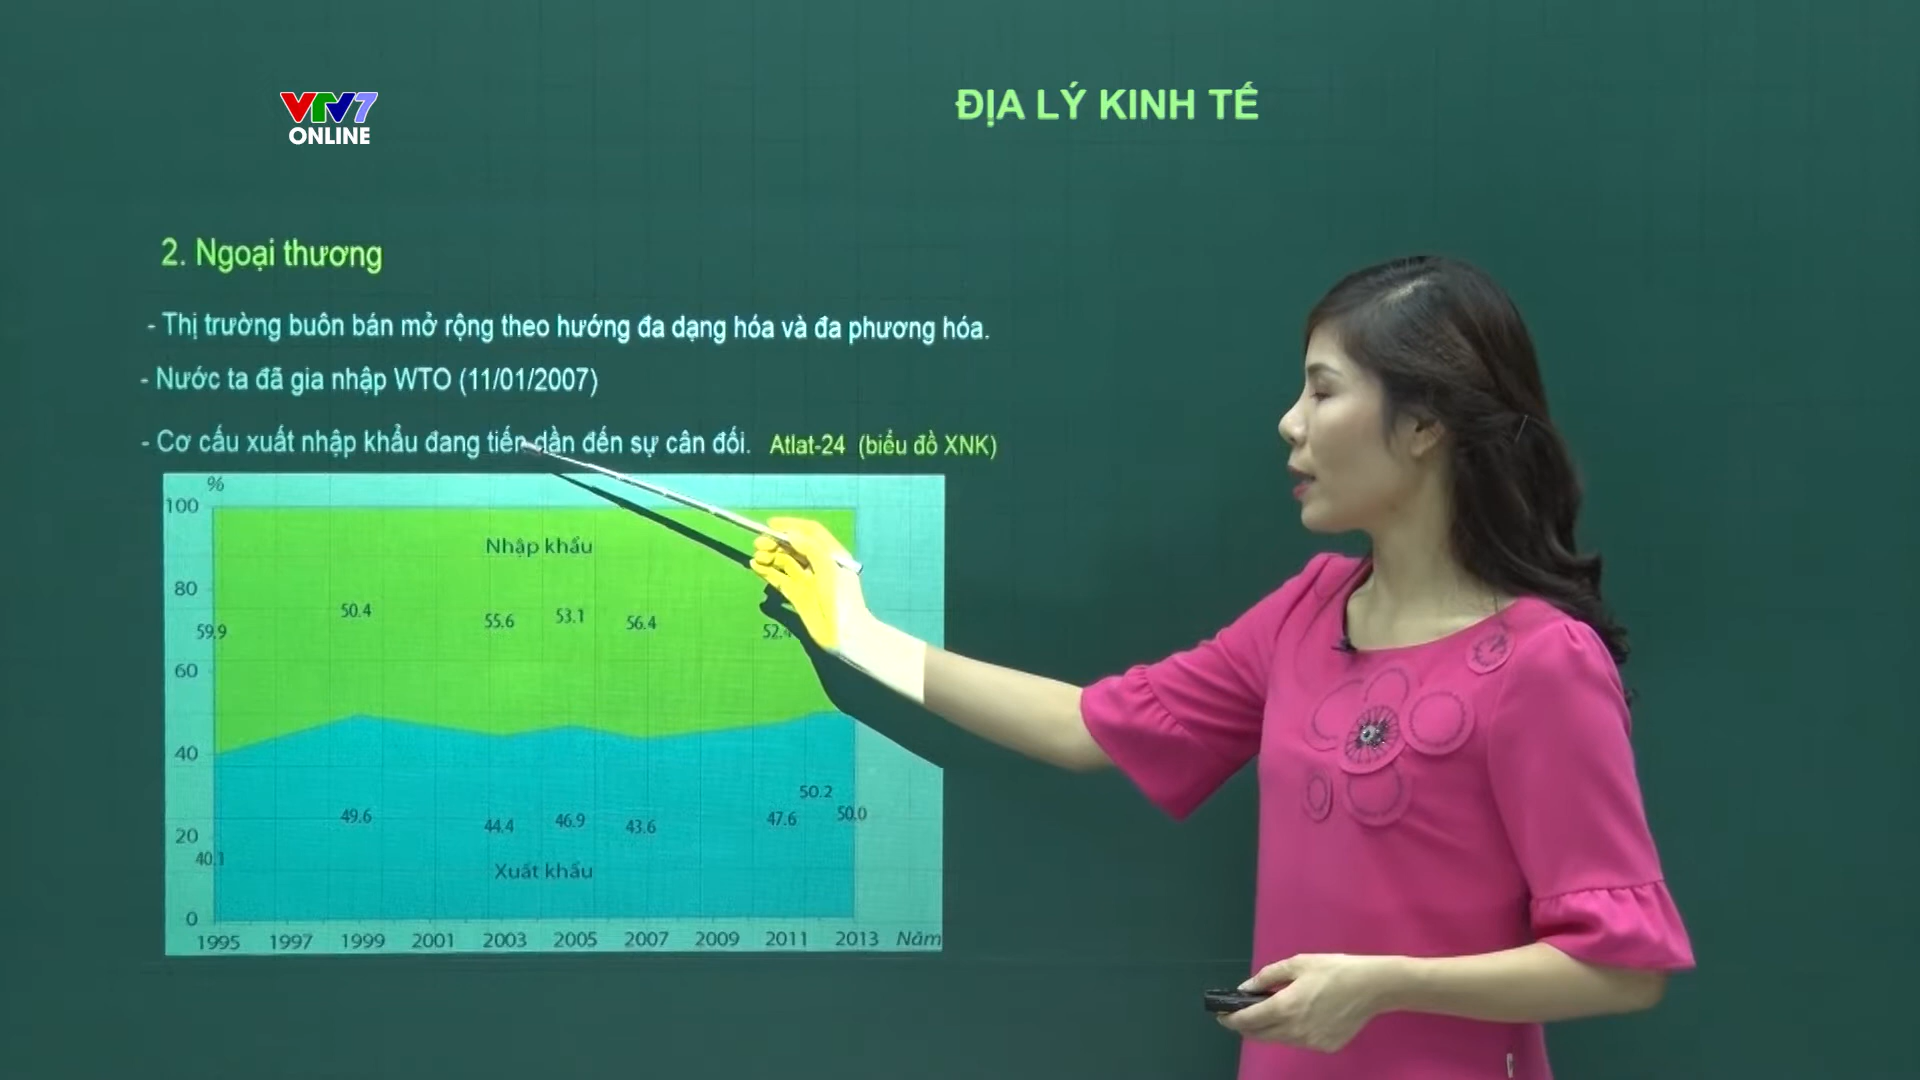 VTV7
ONLINE
ĐỊA LÝ KINH TẾ
2. Ngoại thương
- Thị trường buôn bán mở rộng theo hướng đa dạng hóa và đa phương hóa.
- Nước ta đã gia nhập WTO (11/01/2007)
- Cơ cấu xuất nhập khẩu đang tiến dần đến sự cân đối. Atlat-24 (biểu đồ XNK)
%
100
Nhập khẩu
80
59.9 50.4 55.6 53.1 56.4 52.4
60
40
50.2
49.6 44.4 46.9 43.6 47.6 50.0
20
40.1
Xuất khẩu
0
1995 1997 1999 2001 2003 2005 2007 2009 2011 2013 Năm